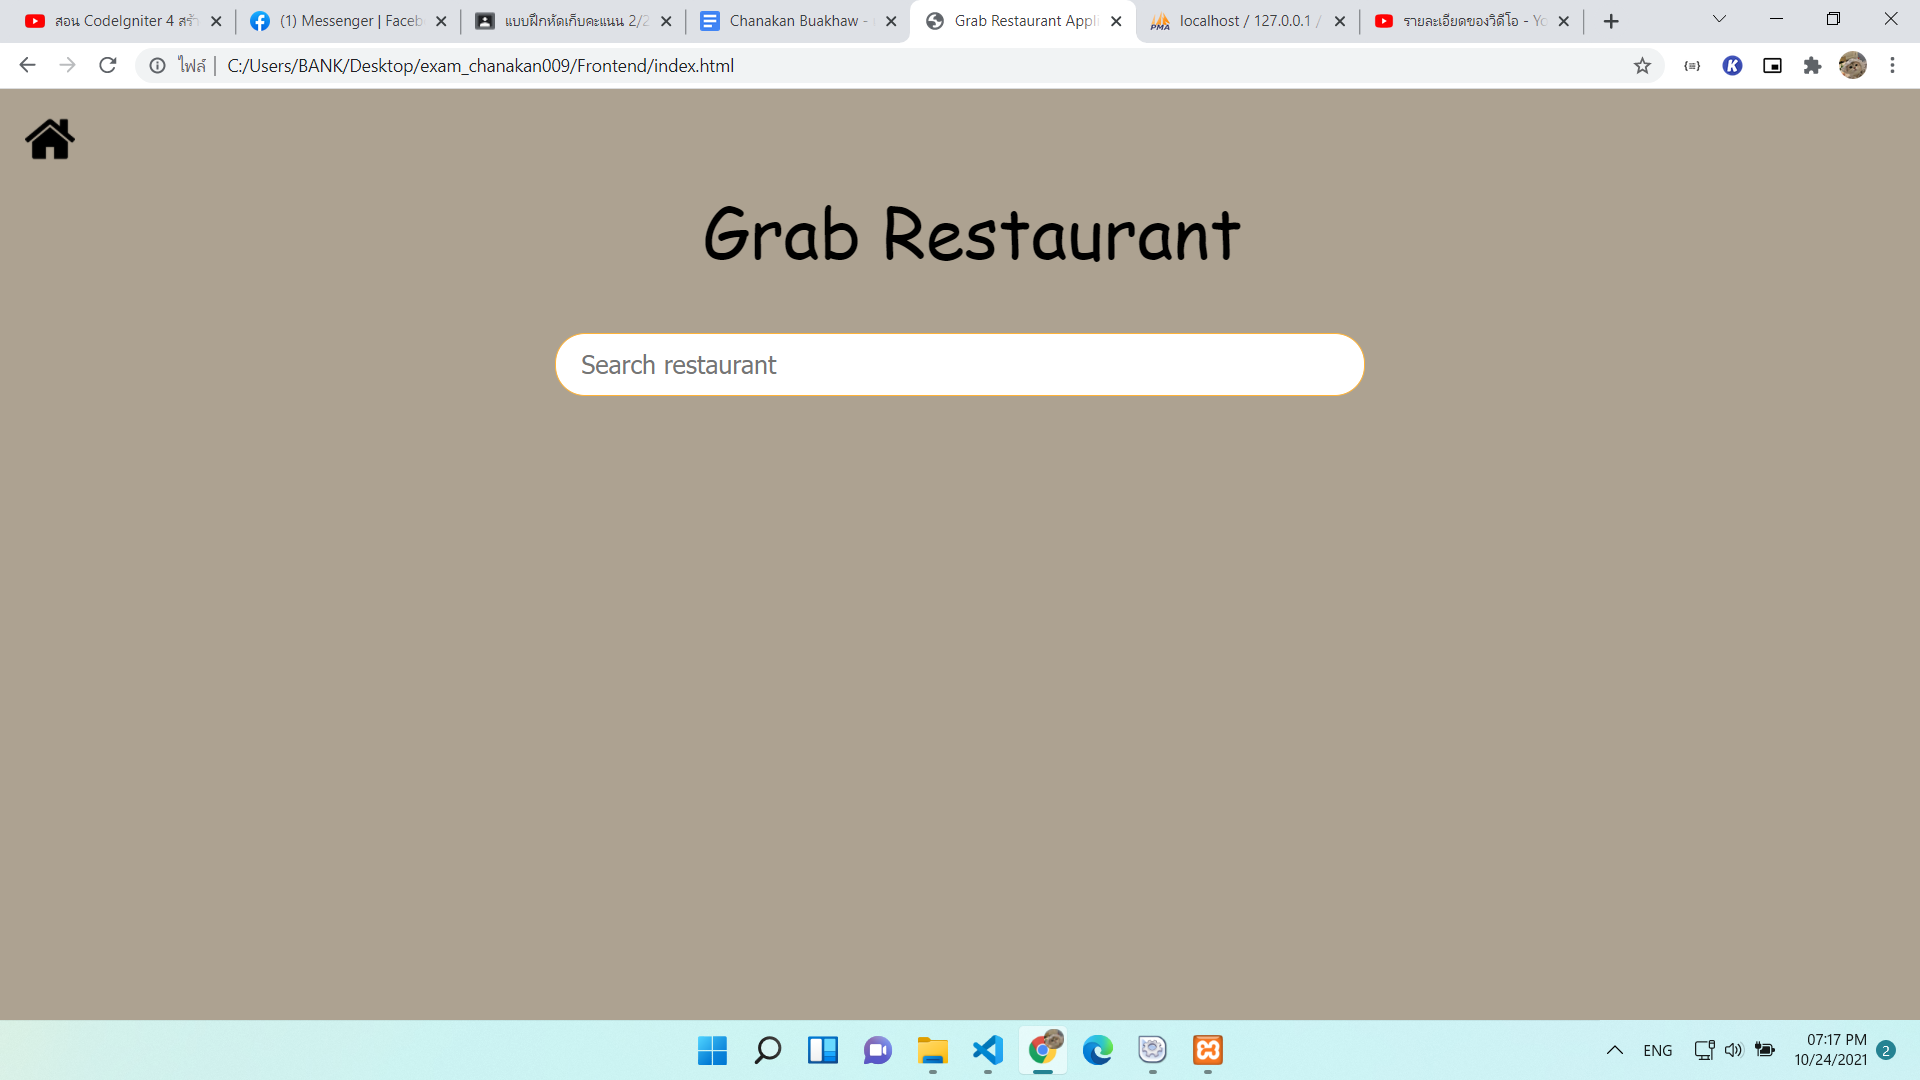 สอน CodeIgniter 4 สร้า
(1) Messenger | Faceb
แบบฝึกหัดเก็บคะแนน 2/2
Chanakan Buakhaw -
Grab Restaurant Appli
localhost / 127.0.0.1 /
รายละเอียดของวิดีโอ - Yo
ไฟล์ | C:/Users/BANK/Desktop/exam_chanakan009/Frontend/index.html
Grab Restaurant
Search restaurant
ENG
07:17 PM
10/24/2021
2